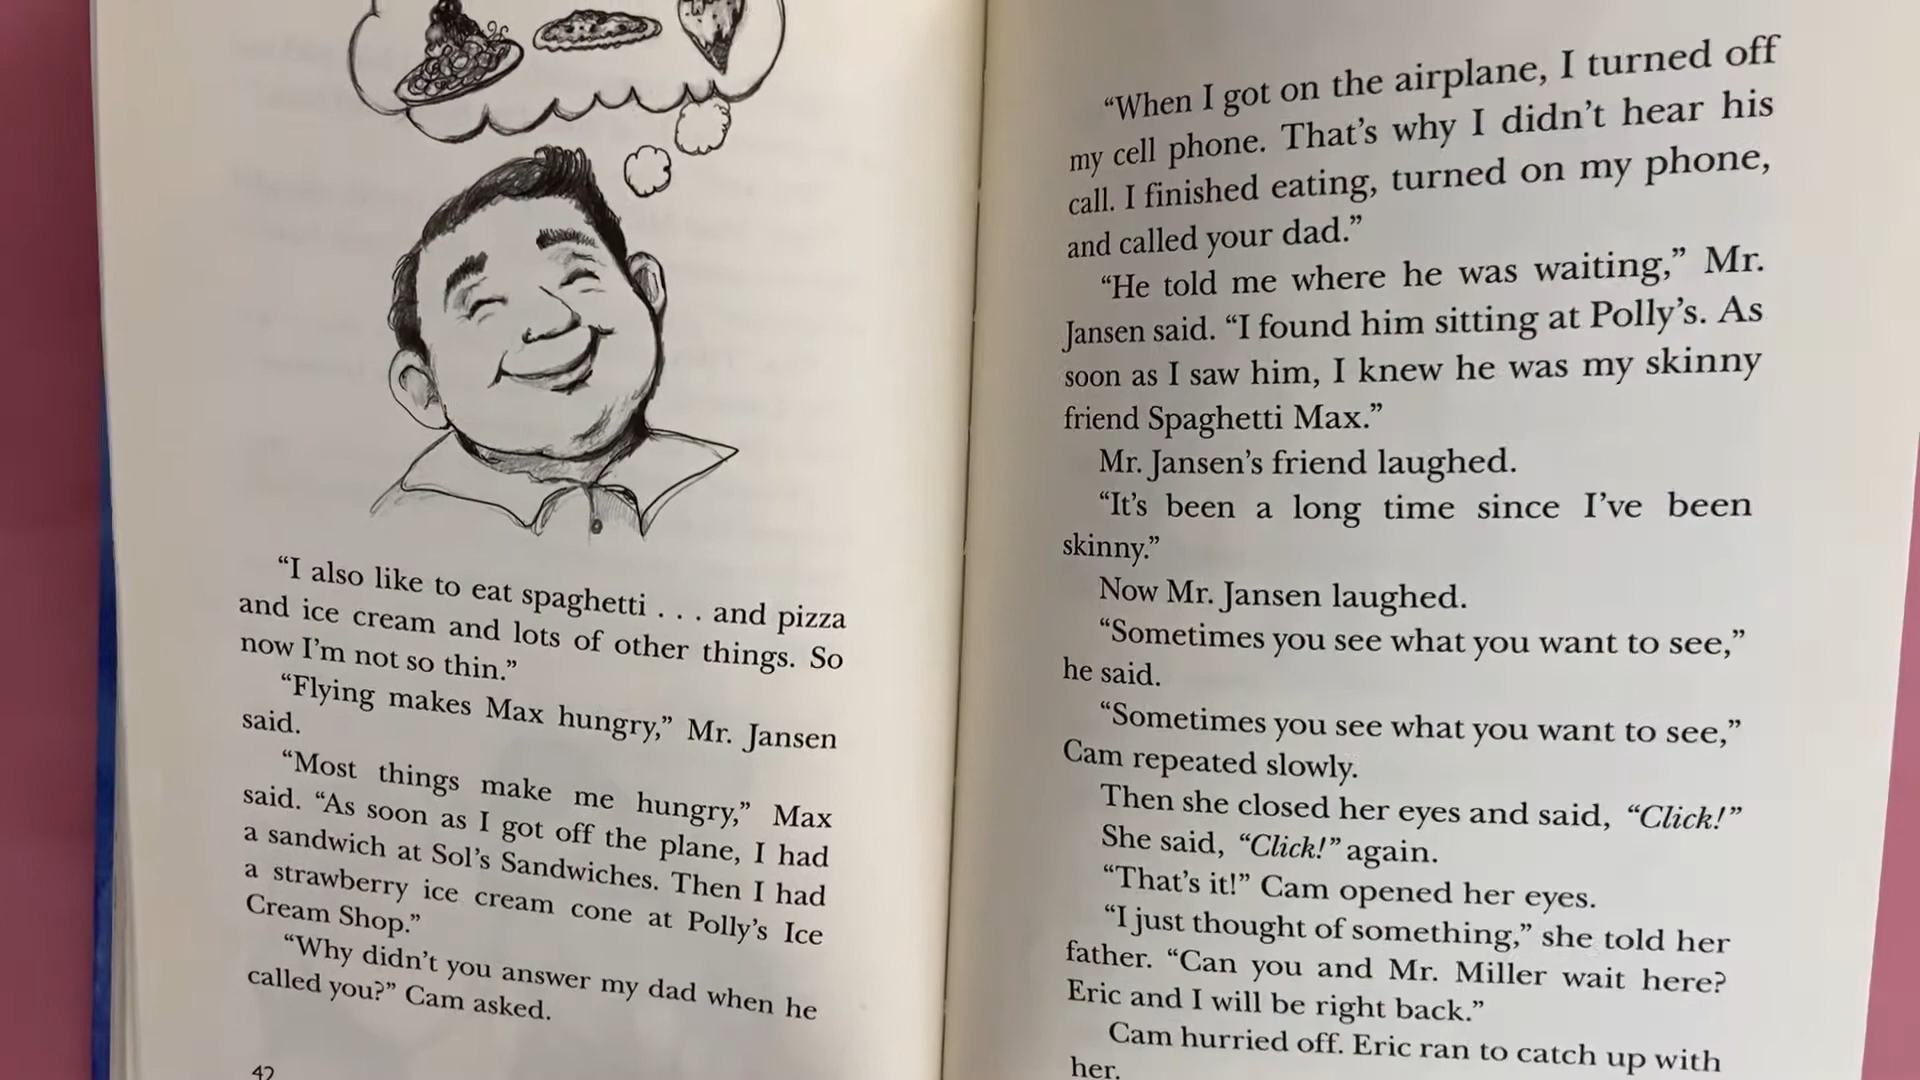 “I also like to eat spaghetti . . . and pizza
and ice cream and lots of other things. So
now I’m not so thin.”
“Flying makes Max hungry,” Mr. Jansen
said.
“Most things make me hungry,” Max
said. “As soon as I got off the plane, I had
a sandwich at Sol’s Sandwiches. Then I had
a strawberry ice cream cone at Polly’s Ice
Cream Shop.”
“Why didn’t you answer my dad when he
called you?” Cam asked.
42
“When I got on the airplane, I turned off
my cell phone. That’s why I didn’t hear his
call. I finished eating, turned on my phone,
and called your dad.”
“He told me where he was waiting,” Mr.
Jansen said. “I found him sitting at Polly’s. As
soon as I saw him, I knew he was my skinny
friend Spaghetti Max.”
Mr. Jansen’s friend laughed.
“It’s been a long time since I’ve been
skinny.”
Now Mr. Jansen laughed.
“Sometimes you see what you want to see,”
he said.
“Sometimes you see what you want to see,”
Cam repeated slowly.
Then she closed her eyes and said, “Click!”
She said, “Click!” again.
“That’s it!” Cam opened her eyes.
“I just thought of something,” she told her
father. “Can you and Mr. Miller wait here?
Eric and I will be right back.”
Cam hurried off. Eric ran to catch up with
her.